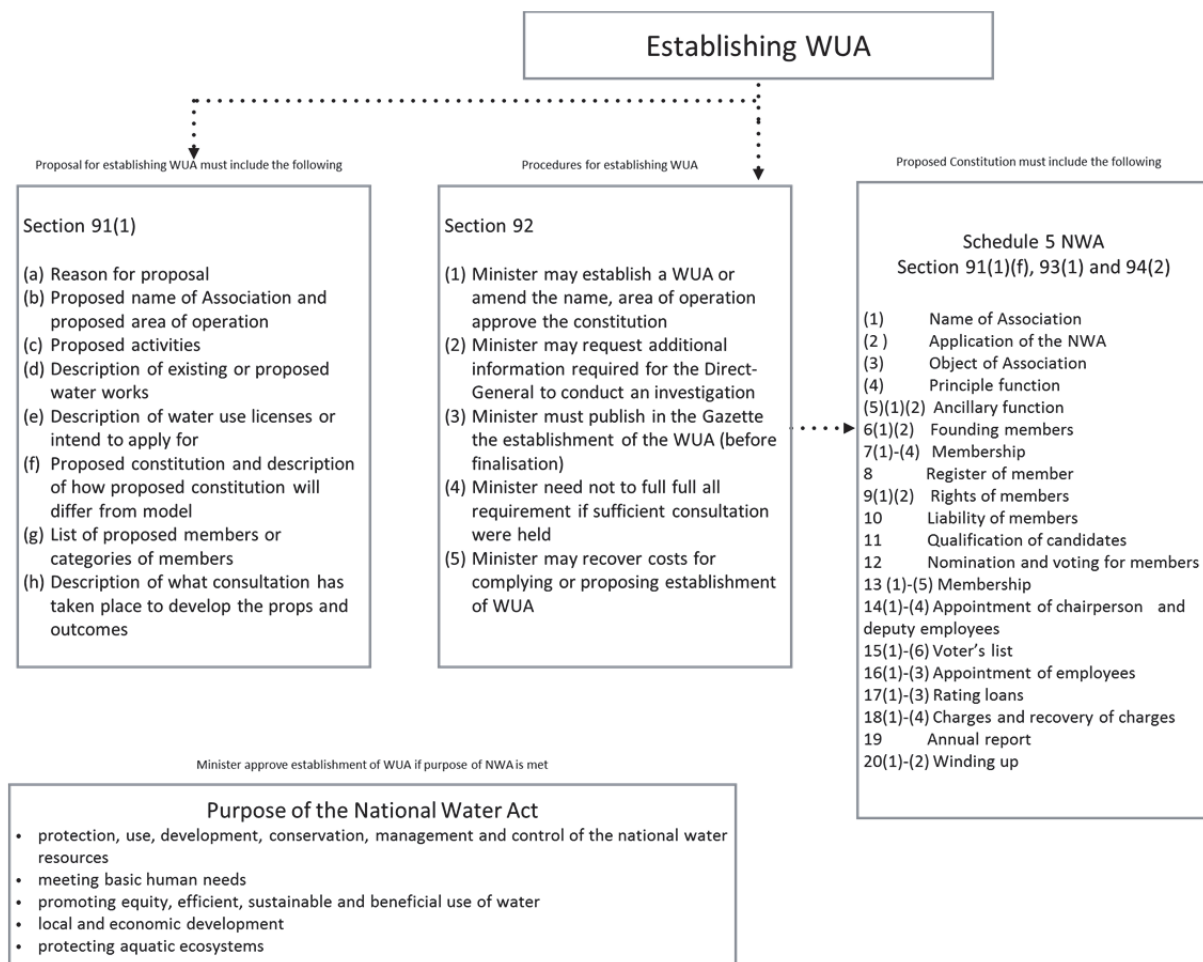 Establishing WUA
Proposal for establishing WUA must include the following
Section 91(1)
(a) Reason for proposal
(b) Proposed name of Association and
proposed area of operation
(c) Proposed activities
(d) Description of existing or proposed
water works
(e) Description of water use licenses or
intend to apply for
(f) Proposed constitution and description
of how proposed constitution will
differ from model
(g) List of proposed members or
categories of members
(h) Description of what consultation has
taken place to develop the props and
outcomes
Procedures for establishing WUA
Section 92
(1) Minister may establish a WUA or
amend the name, area of operation
approve the constitution
(2) Minister may request additional
information required for the Direct-
General to conduct an investigation
(3) Minister must publish in the Gazette
the establishment of the WUA (before
finalisation)
(4) Minister need not to full full all
requirement if sufficient consultation
were held
(5) Minister may recover costs for
complying or proposing establishment
of WUA
Proposed Constitution must include the following
Schedule 5 NWA
Section 91(1)(f), 93(1) and 94(2)
(1) Name of Association
(2 ) Application of the NWA
(3) Object of Association
(4) Principle function
(5)(1)(2) Ancillary function
6(1)(2) Founding members
7(1)-(4) Membership
8 Register of member
9(1)(2) Rights of members
10 Liability of members
11 Qualification of candidates
12 Nomination and voting for members
13 (1)-(5) Membership
14(1)-(4) Appointment of chairperson and
deputy employees
15(1)-(6) Voter's list
16(1)-(3) Appointment of employees
17(1)-(3) Rating loans
18(1)-(4) Charges and recovery of charges
19 Annual report
20(1)-(2) Winding up
Minister approve establishment of WUA if purpose of NWA is met
Purpose of the National Water Act
• protection, use, development, conservation, management and control of the national water
resources
• meeting basic human needs
• promoting equity, efficient, sustainable and beneficial use of water
• local and economic development
• protecting aquatic ecosystems